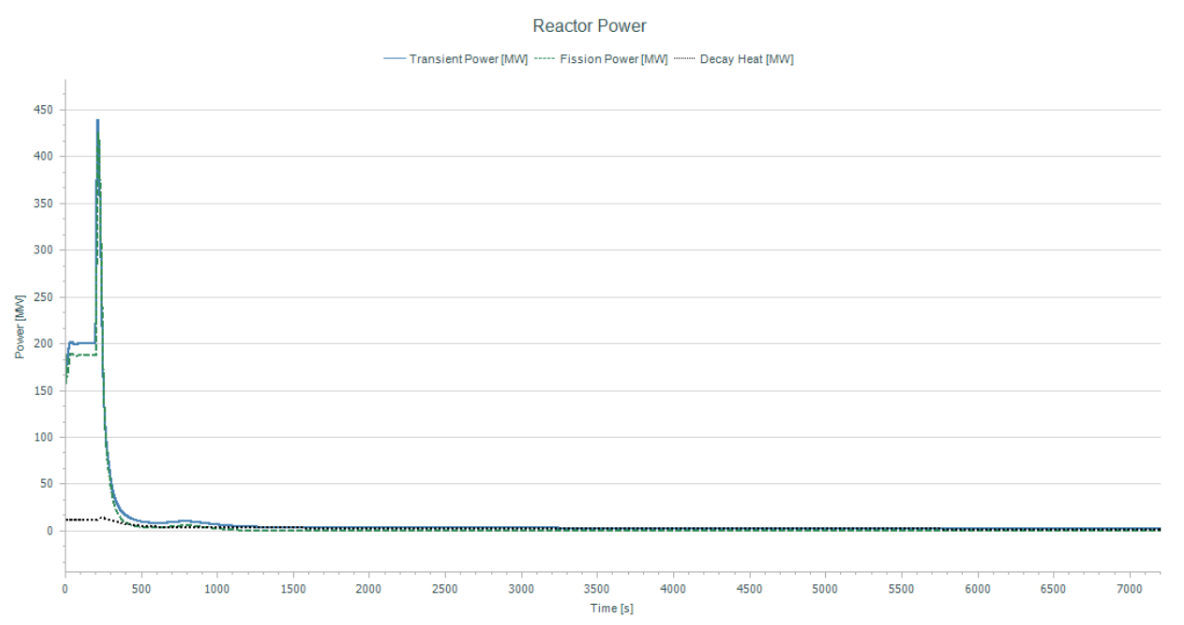 Reactor Power
Transient Power [MW] Fission Power [MW] Decay Heat [MW]
450
400
350
300
250
200
150
100
50
0
Power [MW]
0 500 1000 1500 2000 2500 3000 3500 4000 4500 5000 5500 6000 6500 7000
Time [s]